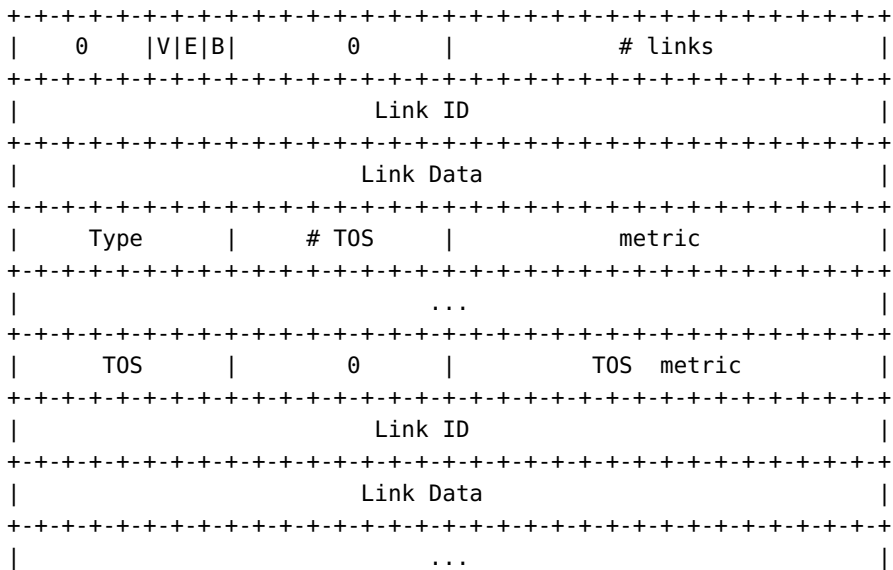 +-+-+-+-+-+-+-+-+-+-+-+-+-+-+-+-+-+-+-+-+-+-+-+-+-+-+-+-+-+-+-+-+
|    0    |V|E|B|        0      |            # links            |
+-+-+-+-+-+-+-+-+-+-+-+-+-+-+-+-+-+-+-+-+-+-+-+-+-+-+-+-+-+-+-+-+
|                          Link ID                              |
+-+-+-+-+-+-+-+-+-+-+-+-+-+-+-+-+-+-+-+-+-+-+-+-+-+-+-+-+-+-+-+-+
|                         Link Data                             |
+-+-+-+-+-+-+-+-+-+-+-+-+-+-+-+-+-+-+-+-+-+-+-+-+-+-+-+-+-+-+-+-+
|     Type      |     # TOS     |            metric             |
+-+-+-+-+-+-+-+-+-+-+-+-+-+-+-+-+-+-+-+-+-+-+-+-+-+-+-+-+-+-+-+-+
|                              ...                              |
+-+-+-+-+-+-+-+-+-+-+-+-+-+-+-+-+-+-+-+-+-+-+-+-+-+-+-+-+-+-+-+-+
|      TOS      |        0      |          TOS  metric          |
+-+-+-+-+-+-+-+-+-+-+-+-+-+-+-+-+-+-+-+-+-+-+-+-+-+-+-+-+-+-+-+-+
|                          Link ID                              |
+-+-+-+-+-+-+-+-+-+-+-+-+-+-+-+-+-+-+-+-+-+-+-+-+-+-+-+-+-+-+-+-+
|                         Link Data                             |
+-+-+-+-+-+-+-+-+-+-+-+-+-+-+-+-+-+-+-+-+-+-+-+-+-+-+-+-+-+-+-+-+
|                              ...                              |